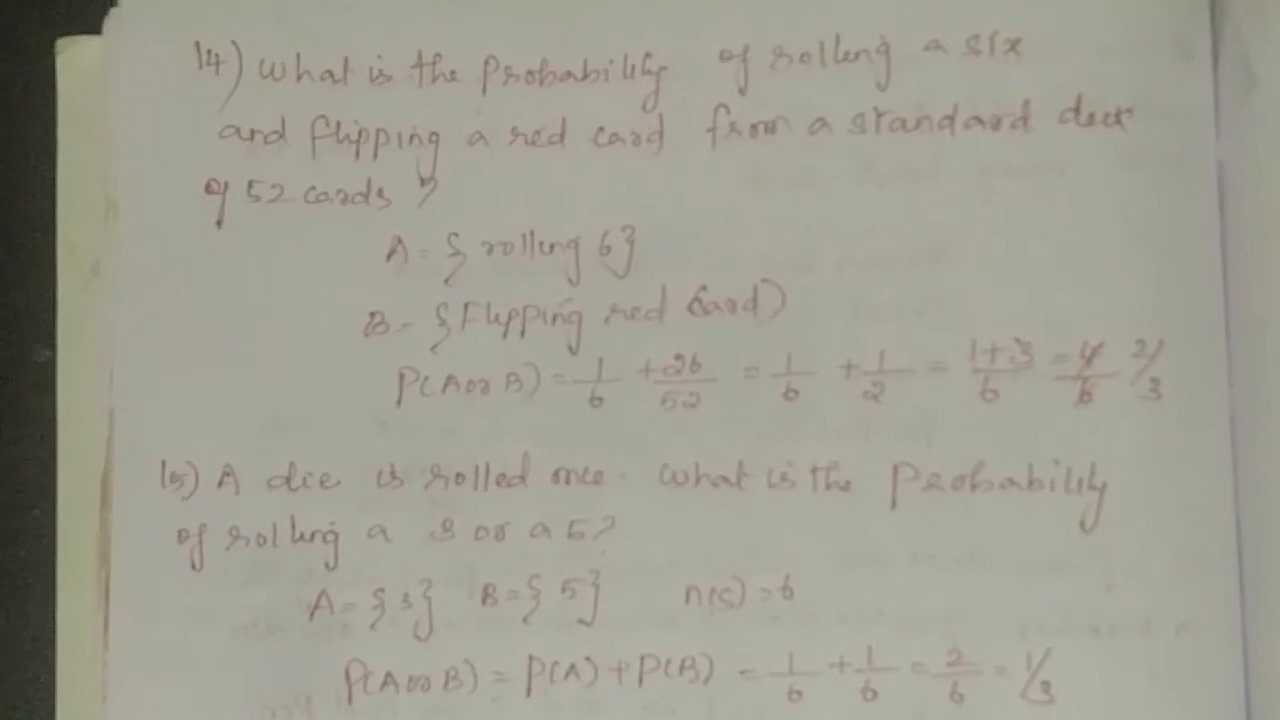 14) What is the Probability of rolling a six
and flipping a red card from a standard deck
of 52 cards ?
A = { rolling 6}
B = { Flipping red Card)
P(A or B) = 1/6 + 26/52 = 1/6 + 1/2 = 1+3/6 = 4/6 2/3
15) A dice is rolled once. What is the Probability
of rolling a 3 or a 5?
A = {3} B = { 5} n(s) = 6
P(A or B) = P(A) + P(B) = 1/6 + 1/6 = 2/6 = 1/3